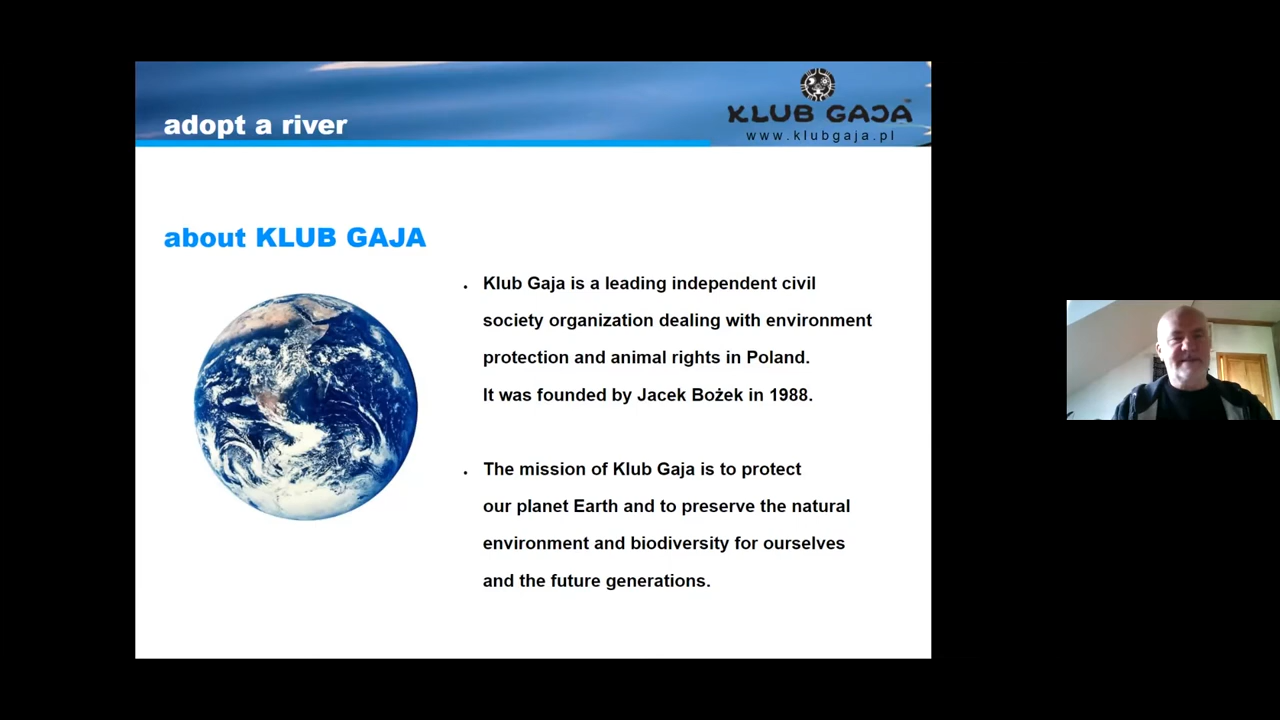 adopt a river
KLUB GAJA
www.klubgaja.pl
about KLUB GAJA
• Klub Gaja is a leading independent civil
society organization dealing with environment
protection and animal rights in Poland.
It was founded by Jacek Bożek in 1988.
• The mission of Klub Gaja is to protect
our planet Earth and to preserve the natural
environment and biodiversity for ourselves
and the future generations.